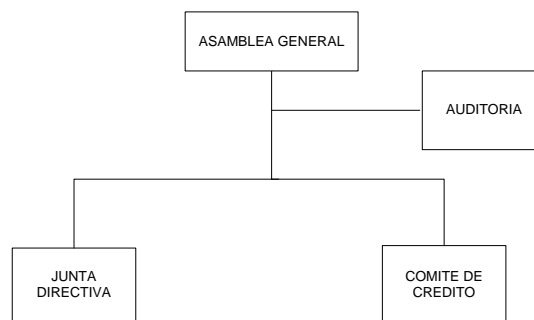 ASAMBLEA GENERAL
AUDITORIA
JUNTA
DIRECTIVA
COMITE DE
CREDITO